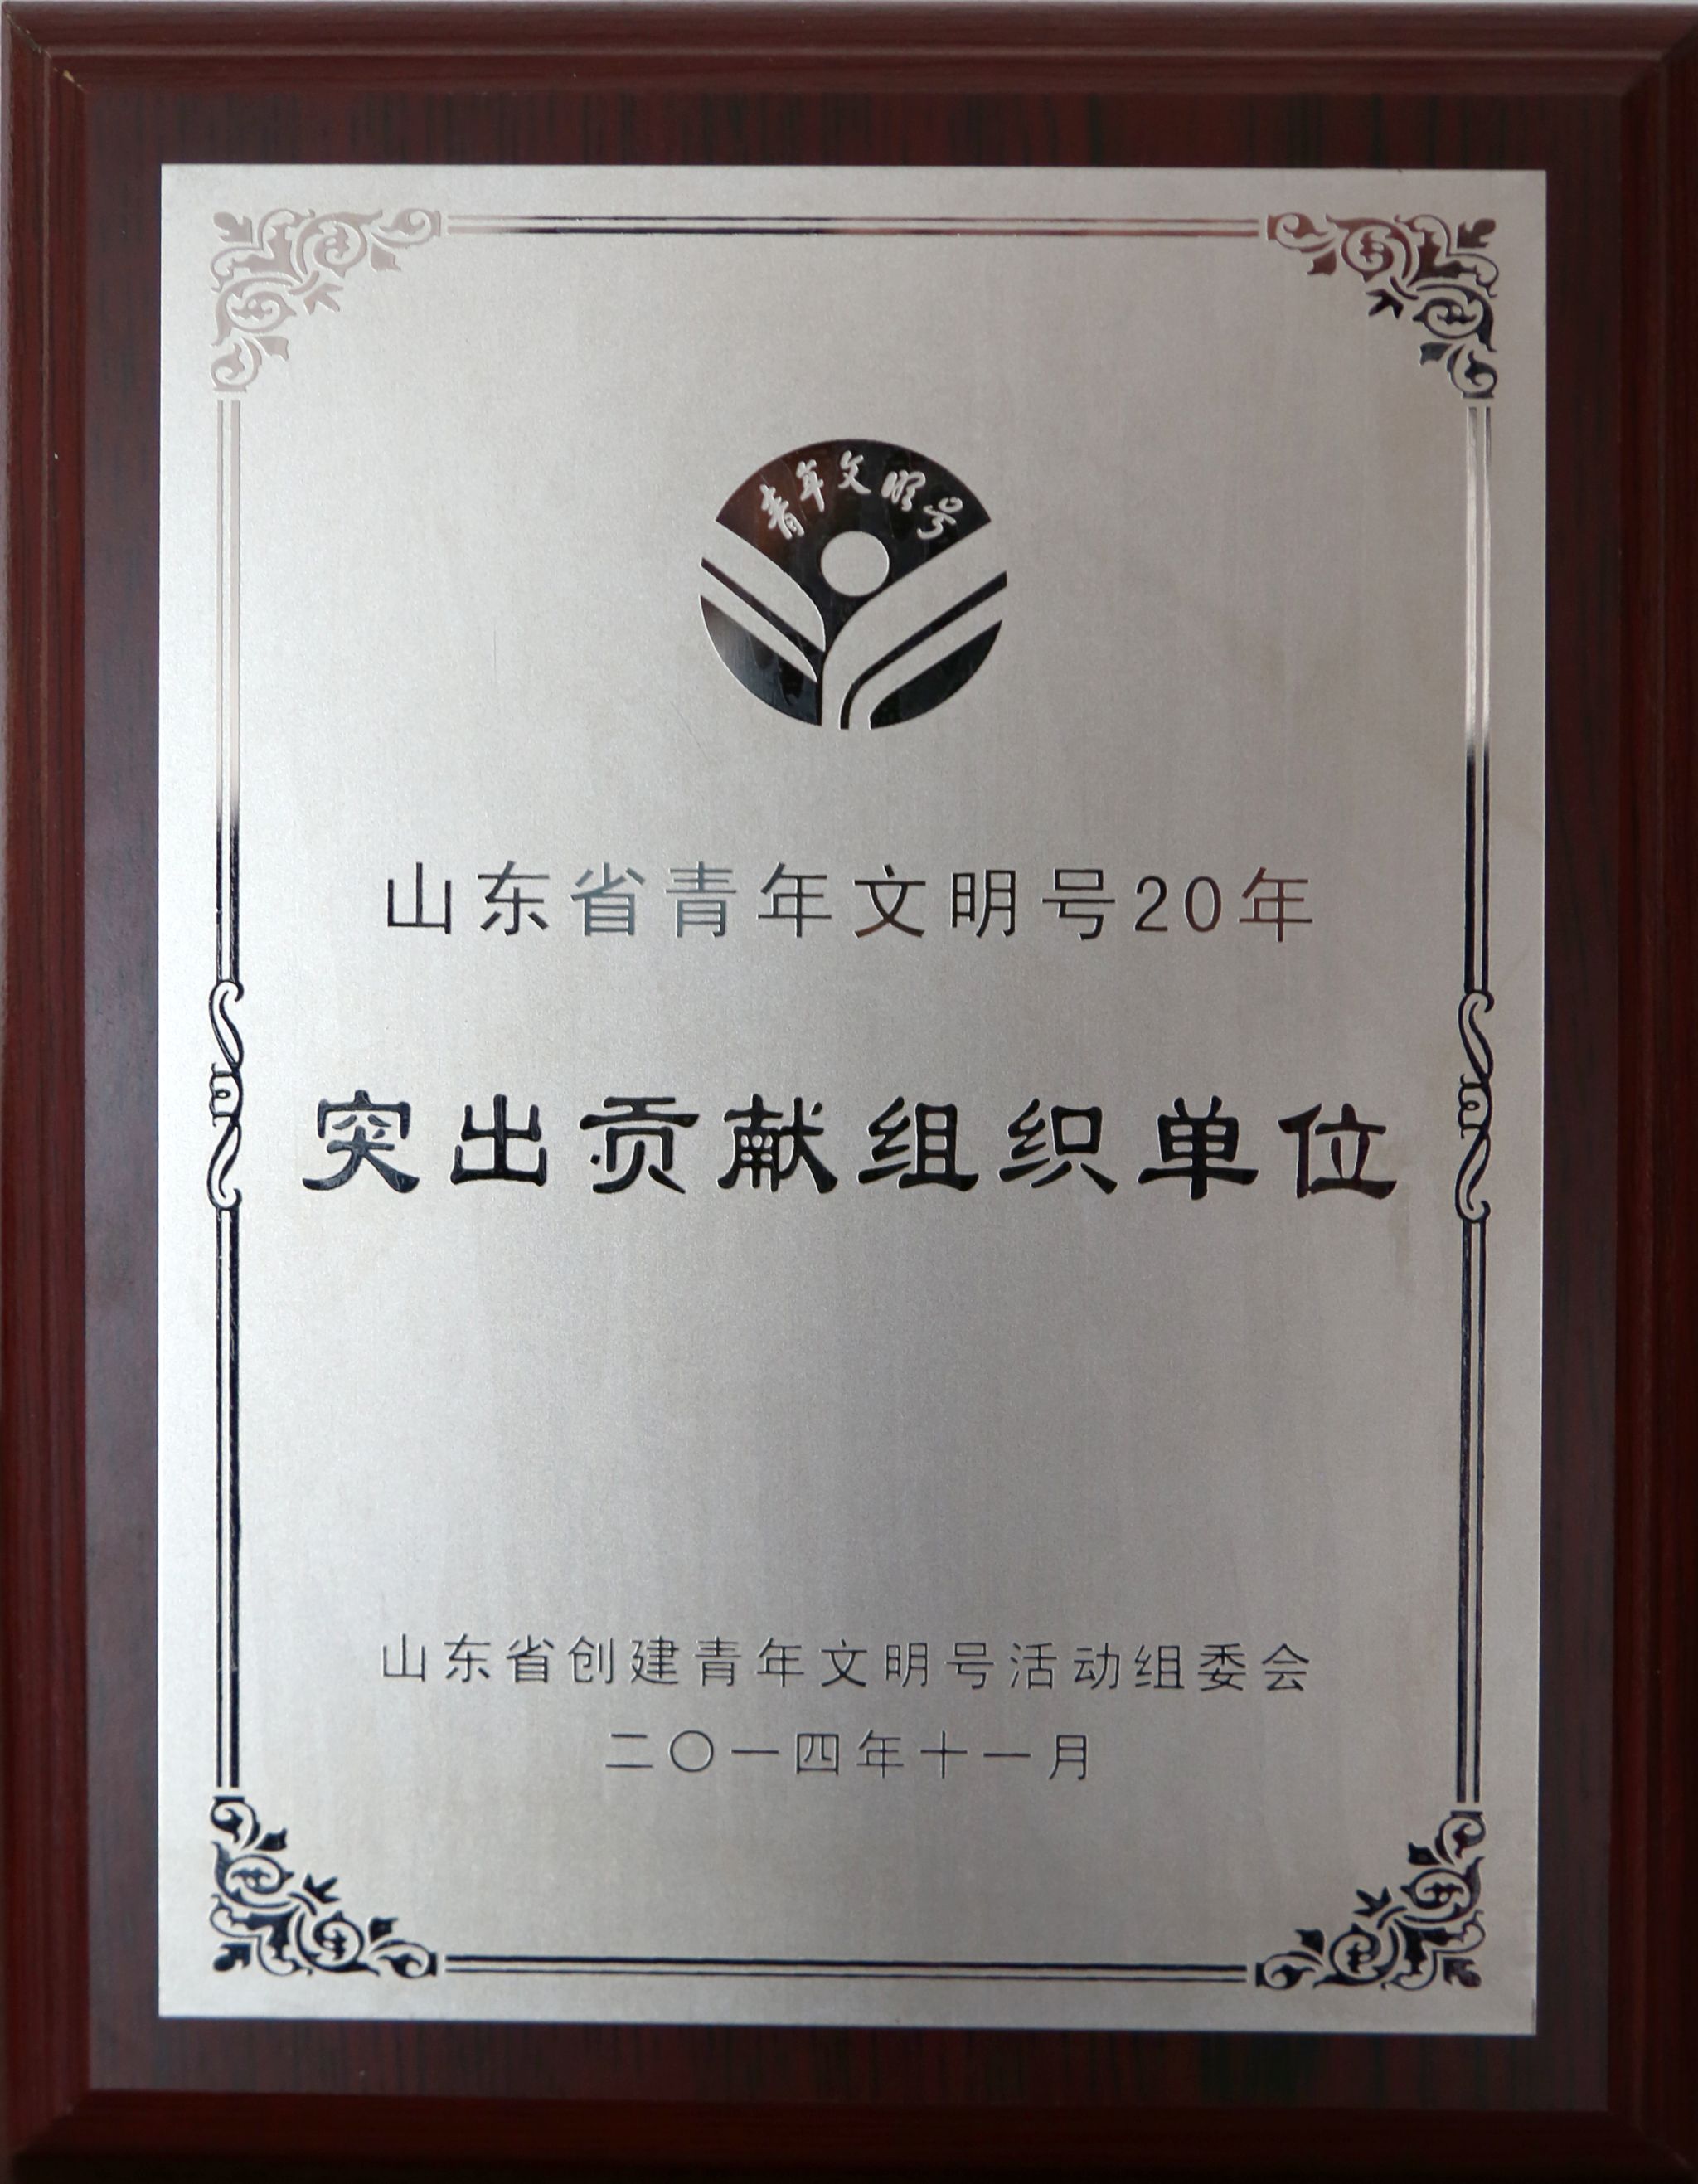 青年文明号
山东省青年文明号20年
突出贡献组织单位
山东省创建青年文明号活动组委会
二〇一四年十一月